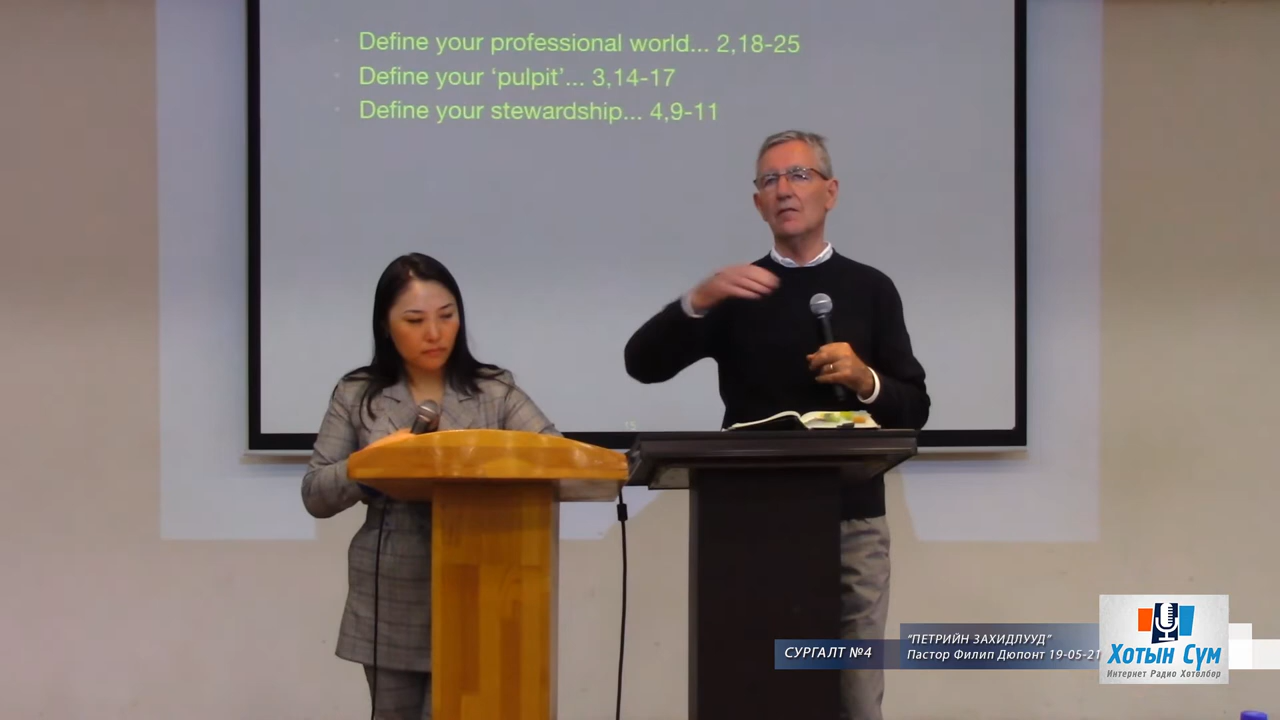 Define your professional world... 2,18-25
Define your ‘pulpit’... 3,14-17
Define your stewardship... 4,9-11
15
СУРГАЛТ №4
“ПЕТРИЙН ЗАХИДЛУУД”
Пастор Филип Дюпонт 19-05-21
Хотын Сүм
Интернет Радио Хөтөлбөр